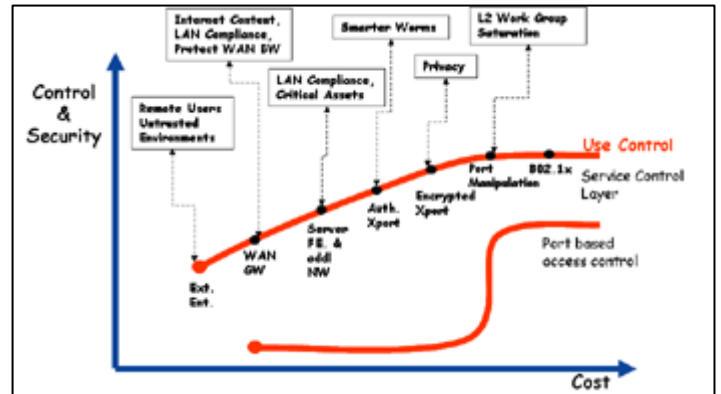 Internet Content,
LAN Compliance,
Protect WAN GW
Smarter Worms
L2 Work Group
Saturation
LAN Compliance,
Critical Assets
Privacy
Control
&
Security
Remote Users
Untrusted
Environments
Use Control
Service Control
Layer
Port based
access control
Ext.
Ent.
WAN
GW
Server
FE. &
addl
NW
Auth.
Xport
Encrypted
Xport
Port
Manipulation
802.1x
Cost